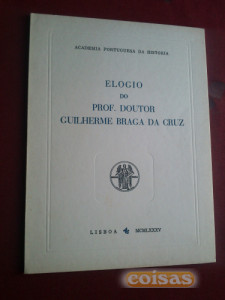 ACADEMIA PORTUGUESA DA HISTÓRIA
ELOGIO
DO
PROF. DOUTOR
GUILHERME BRAGA DA CRUZ
LISBOA MCMLXXXV
coisas